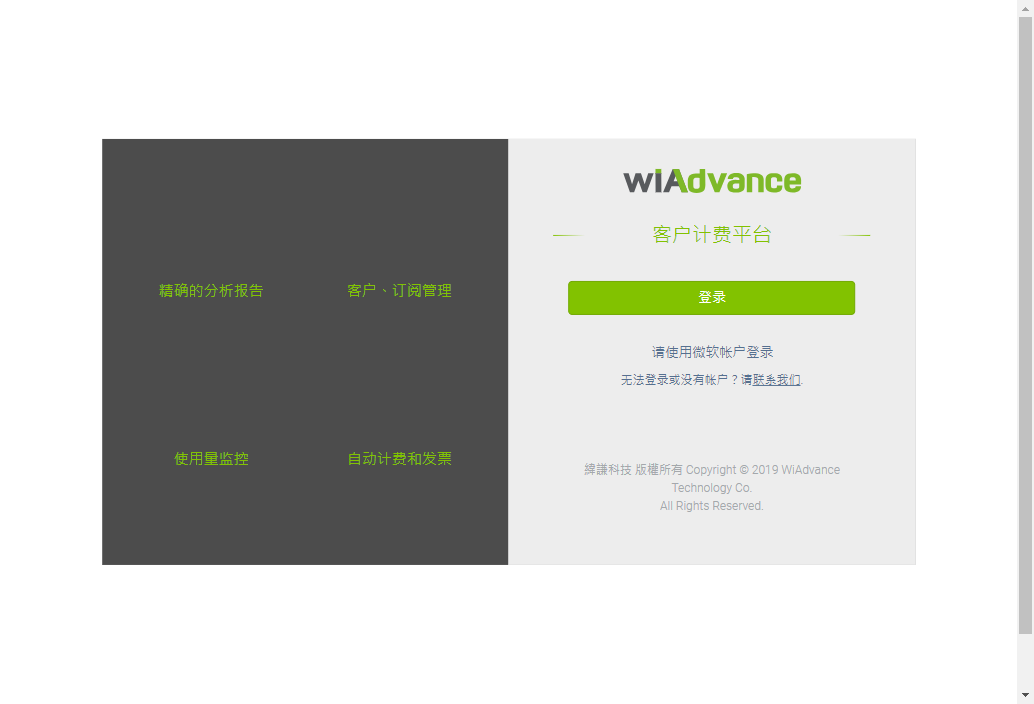 精确的分析报告
客户、订阅管理
使用量监控
自动计费和发票
wiAdvance
客户计费平台
登录
请使用微软帐户登录
无法登录或没有帐户？请联系我们.
緯謙科技 版權所有 Copyright © 2019 WiAdvance
Technology Co.
All Rights Reserved.